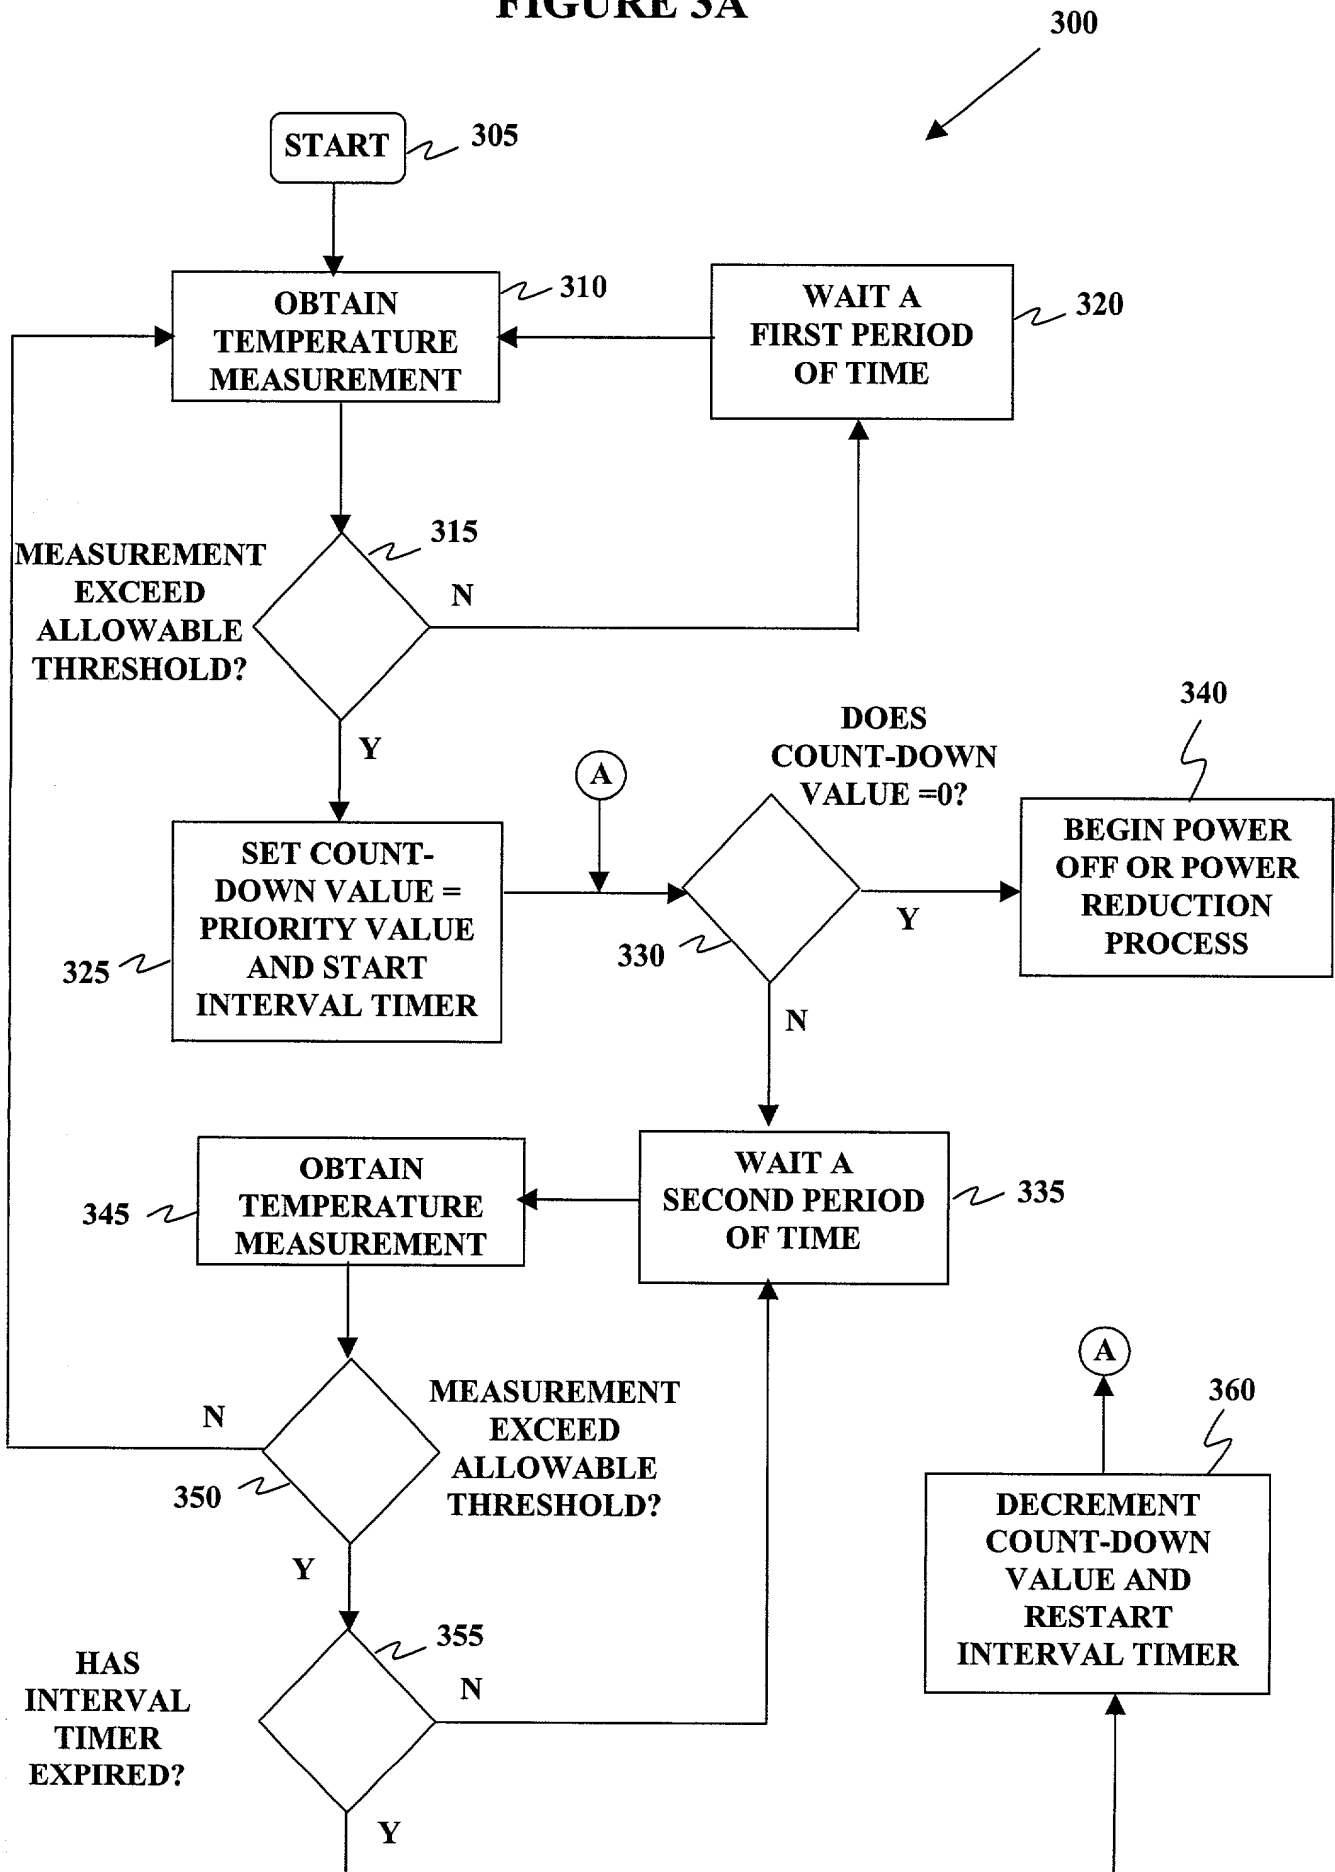 FIGURE 3A
300
START
305
OBTAIN
TEMPERATURE
MEASUREMENT
310
WAIT A
FIRST PERIOD
OF TIME
320
315
MEASUREMENT
EXCEED
ALLOWABLE
THRESHOLD?
N
Y
340
DOES
COUNT-DOWN
VALUE =0?
A
SET COUNT-
DOWN VALUE =
PRIORITY VALUE
AND START
INTERVAL TIMER
325
330
Y
BEGIN POWER
OFF OR POWER
REDUCTION
PROCESS
N
OBTAIN
TEMPERATURE
MEASUREMENT
345
WAIT A
SECOND PERIOD
OF TIME
335
A
360
N
350
MEASUREMENT
EXCEED
ALLOWABLE
THRESHOLD?
Y
DECREMENT
COUNT-DOWN
VALUE AND
RESTART
INTERVAL TIMER
355
HAS
INTERVAL
TIMER
EXPIRED?
N
Y